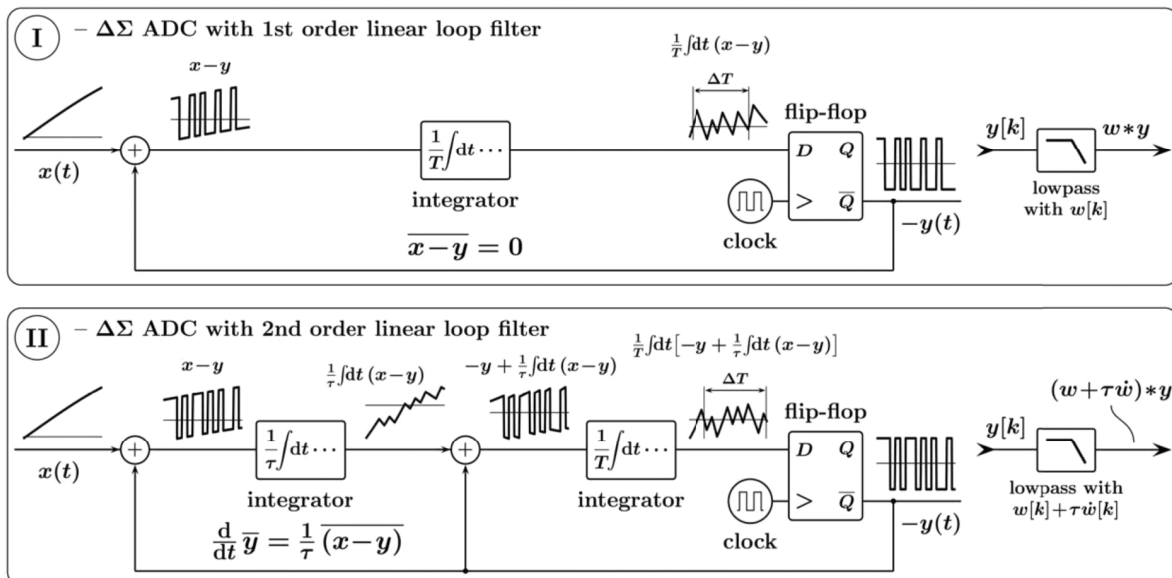 I – ΔΣ ADC with 1st order linear loop filter
x−y
1/T ∫dt (x−y)
ΔT
flip-flop
x(t)
+
1/T ∫dt ···
integrator
D Q
> Q̅
clock
−y(t)
y[k]
w∗y
lowpass
with w[k]
\overline{x−y} = 0
II – ΔΣ ADC with 2nd order linear loop filter
x−y
1/τ ∫dt (x−y)
−y + 1/τ ∫dt (x−y)
1/T ∫dt[−y + 1/τ ∫dt (x−y)]
ΔT
flip-flop
x(t)
+
1/τ ∫dt ···
integrator
+
1/T ∫dt ···
integrator
D Q
> Q̅
clock
−y(t)
y[k]
(w+τẇ)∗y
lowpass with
w[k]+τẇ[k]
d/dt \overline{y} = 1/τ \overline{(x−y)}